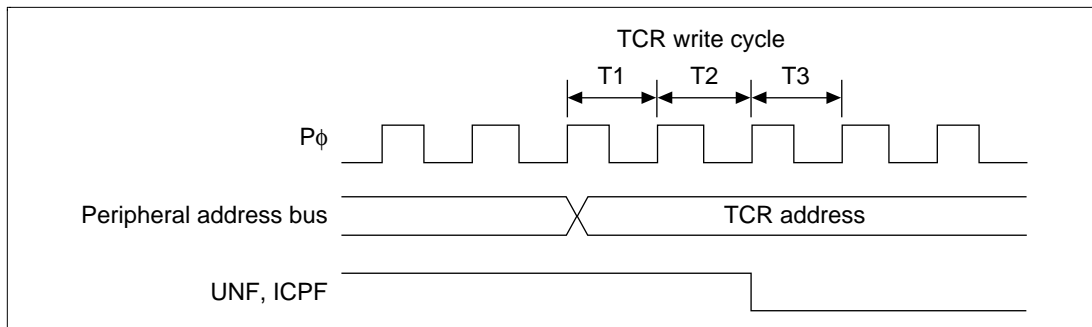 TCR write cycle
T1 T2 T3
Pϕ
Peripheral address bus TCR address
UNF, ICPF